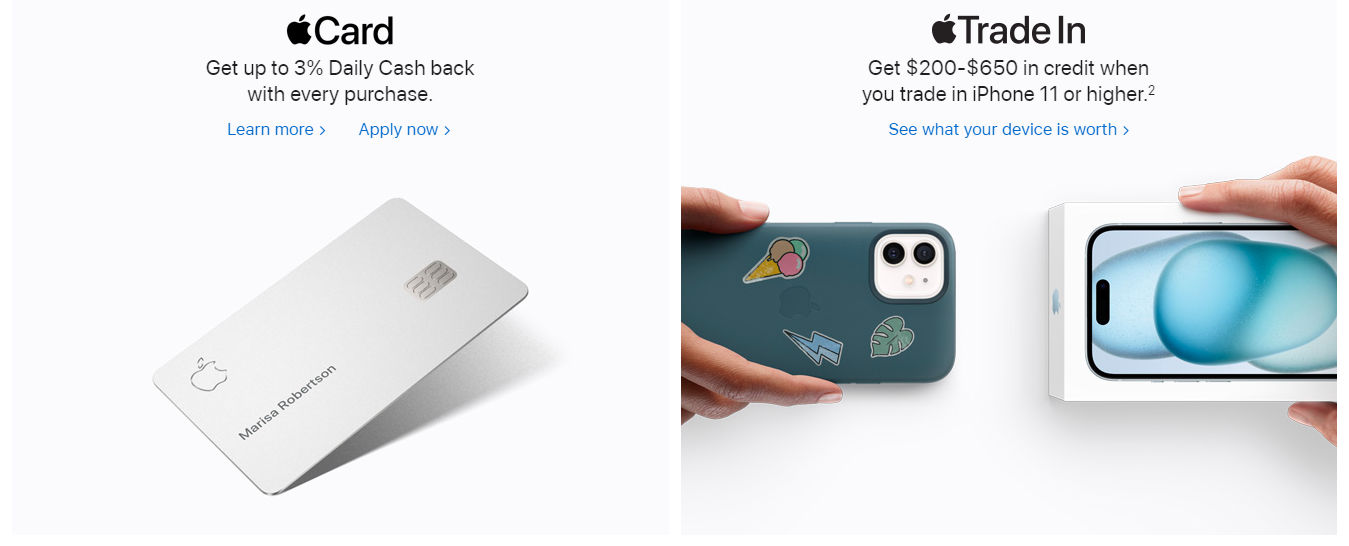 Card
Get up to 3% Daily Cash back
with every purchase.
Learn more >
Apply now >
Marisa Robertson
Trade In
Get $200-$650 in credit when
you trade in iPhone 11 or higher.2
See what your device is worth >